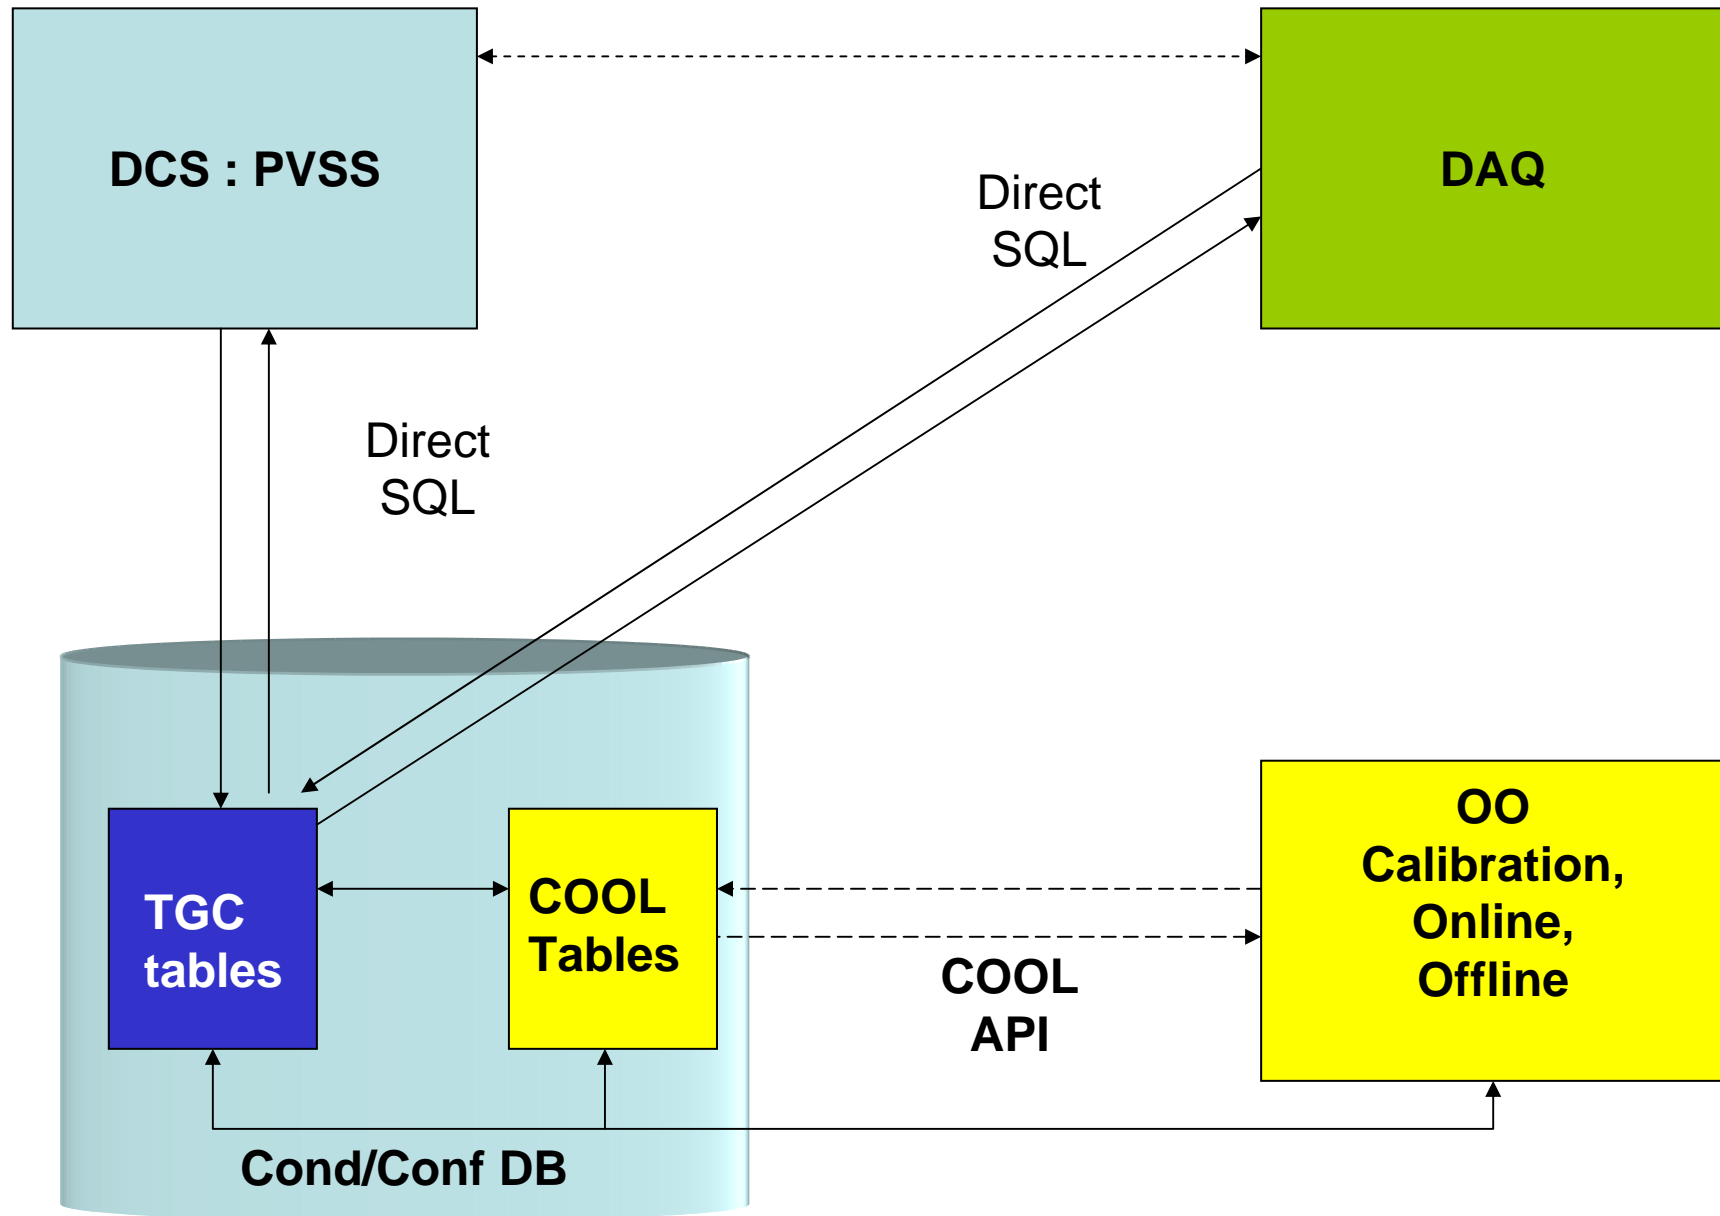 DCS : PVSS
DAQ
Direct
SQL
Direct
SQL
TGC
tables
COOL
Tables
COOL
API
OO
Calibration,
Online,
Offline
Cond/Conf DB